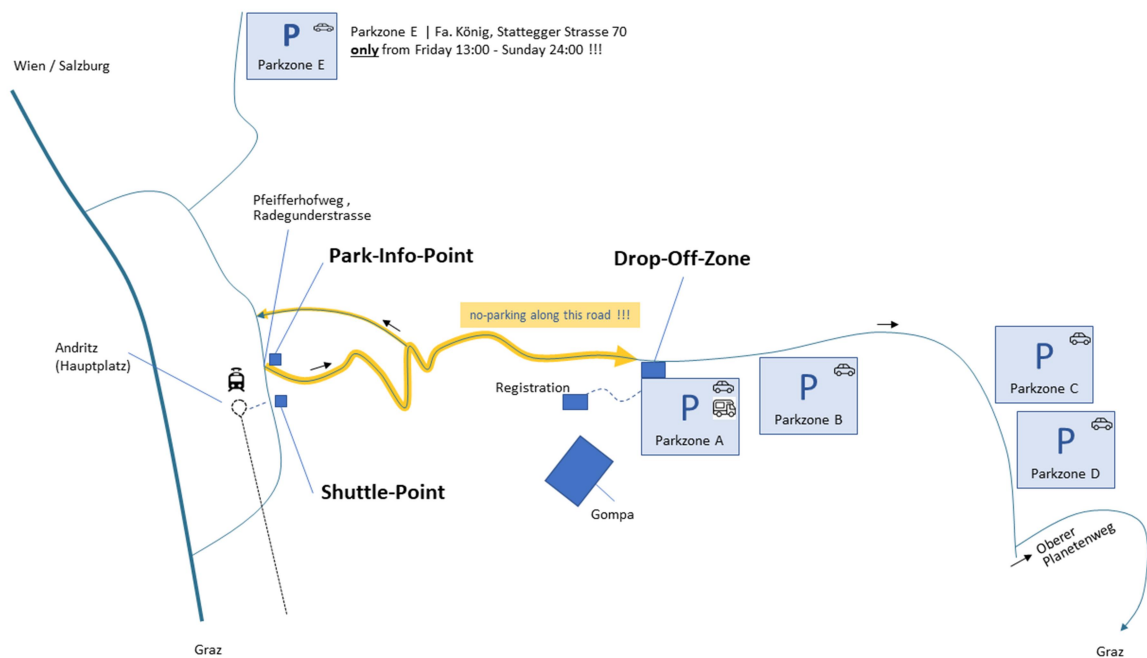 P
Parkzone E
Parkzone E | Fa. König, Stattegger Strasse 70
only from Friday 13:00 - Sunday 24:00 !!!
Wien / Salzburg
Pfeifferhofweg ,
Radegunderstrasse
Park-Info-Point
Drop-Off-Zone
no-parking along this road !!!
Andritz
(Hauptplatz)
Registration
P
Parkzone A
P
Parkzone B
P
Parkzone C
P
Parkzone D
Shuttle-Point
Gompa
Oberer
Planetenweg
Graz
Graz